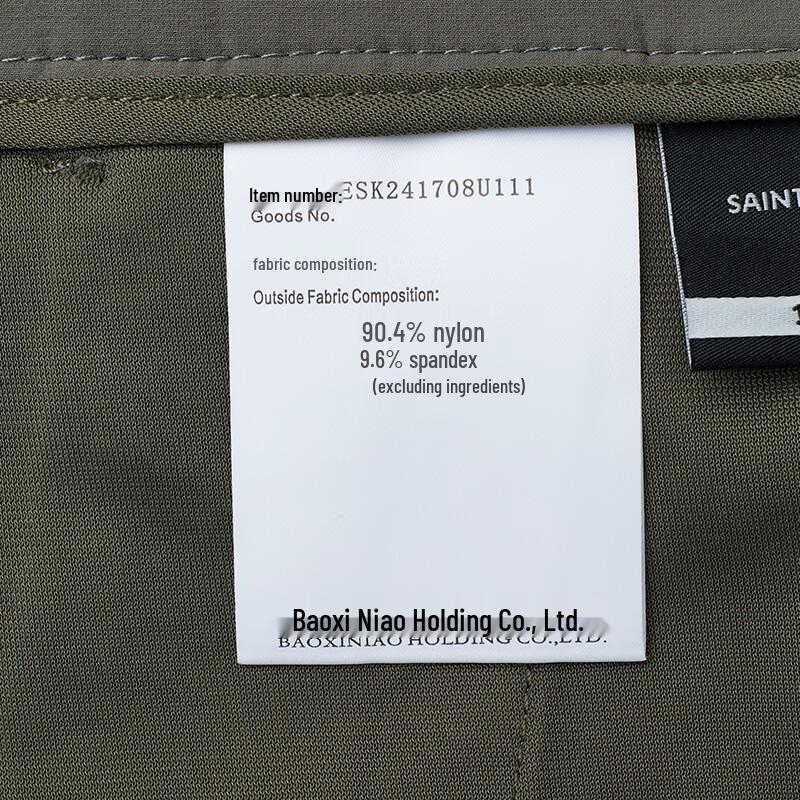 Item number:ESK241708U111
Goods No.
fabric composition:
Outside Fabric Composition:
90.4% nylon
9.6% spandex
(excluding ingredients)
Baoxi Niao Holding Co., Ltd.
BAOXINIAO HOLDING CO.,LTD.
SAINT